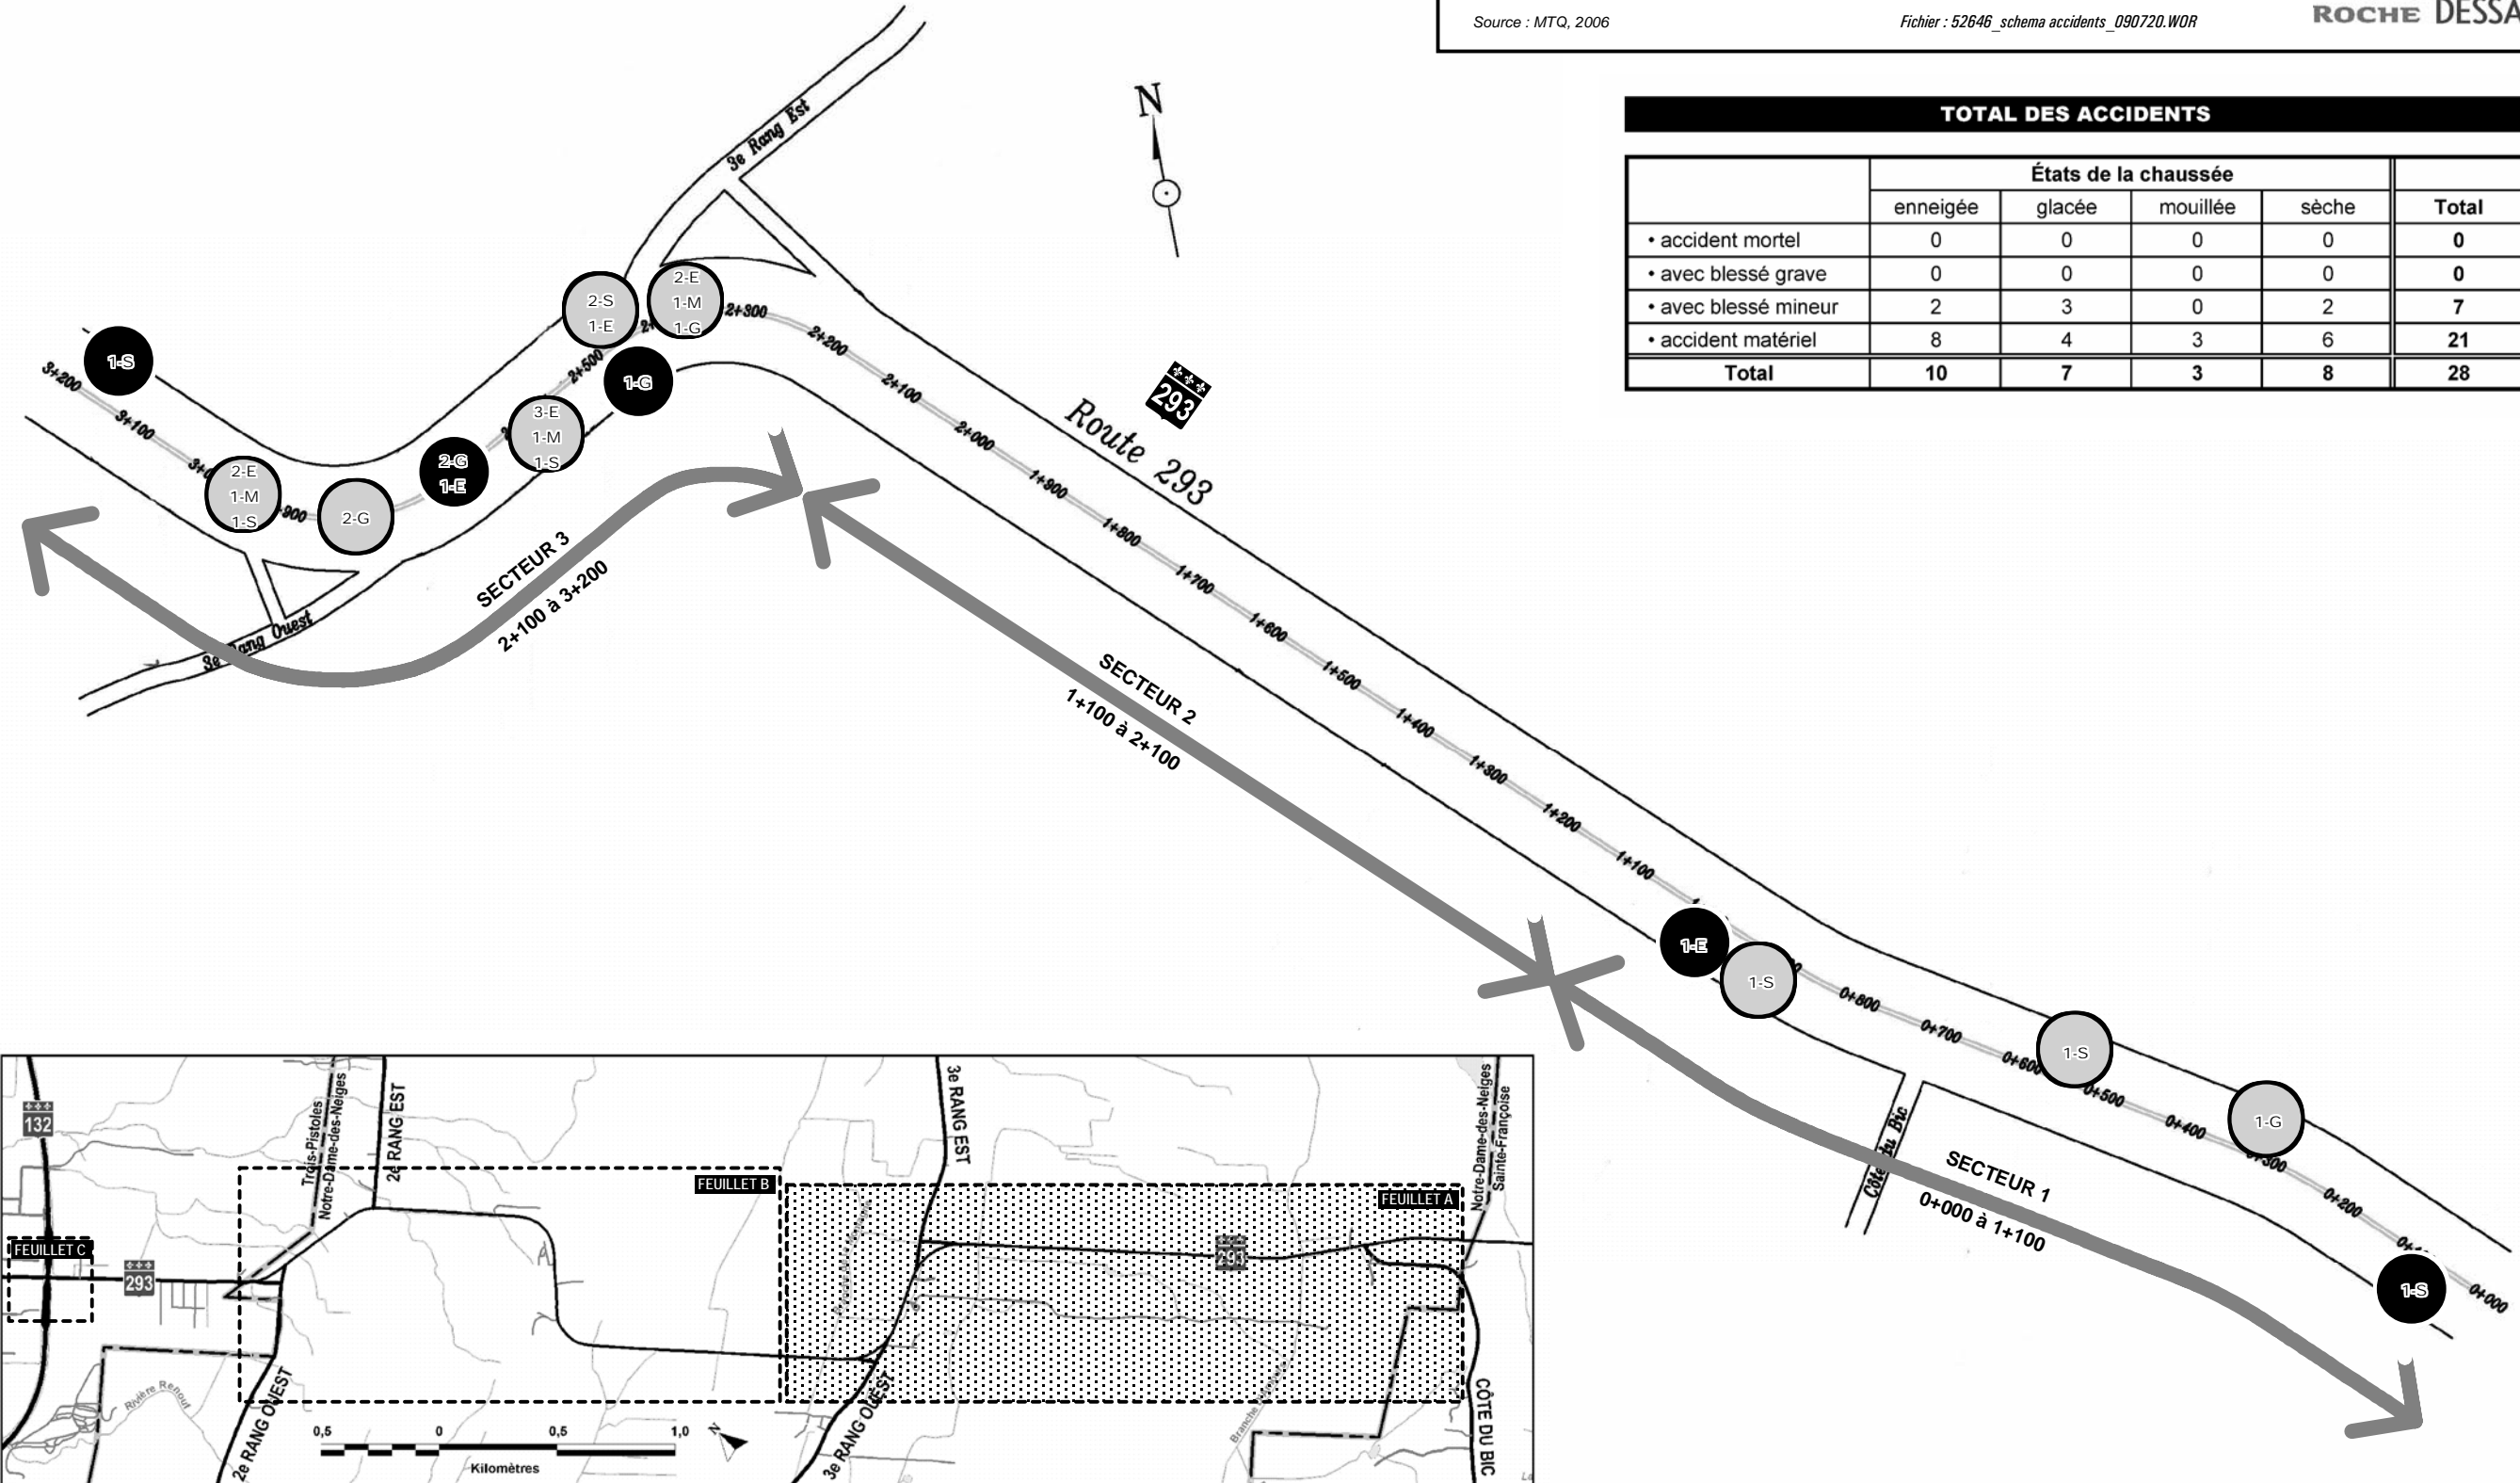 Source : MTQ, 2006
Fichier : 52646_schema accidents_090720.WOR
ROCHE DESSA
TOTAL DES ACCIDENTS
États de la chaussée
enneigée glacée mouillée sèche Total
• accident mortel 0 0 0 0 0
• avec blessé grave 0 0 0 0 0
• avec blessé mineur 2 3 0 2 7
• accident matériel 8 4 3 6 21
Total 10 7 3 8 28
N
3e Rang Est
293
Route 293
2-S
1-E
2-E
1-M
1-G
1-S
1-G
3-E
1-M
1-S
2-G
1-E
2-E
1-M
1-S
2-G
3+200
3+100
900
2+500
2+300
2+200
2+100
2+000
1+900
1+800
1+700
1+600
1+500
1+400
1+300
1+200
1+100
1-E
1-S
0+800
0+700
0+600
1-S
0+500
0+400
1-G
0+300
0+200
1-S
0+000
3e Rang Ouest
Côte du Bic
SECTEUR 3
2+100 à 3+200
SECTEUR 2
1+100 à 2+100
SECTEUR 1
0+000 à 1+100
132
Trois-Pistoles
Notre-Dame-des-Neiges
2e RANG EST
3e RANG EST
Notre-Dame-des-Neiges
Sainte-Françoise
FEUILLET B
FEUILLET A
FEUILLET C
293
293
Rivière Renouf
2e RANG OUEST
3e RANG OUEST
CÔTE DU BIC
0,5 0 0,5 1,0
Kilomètres
N